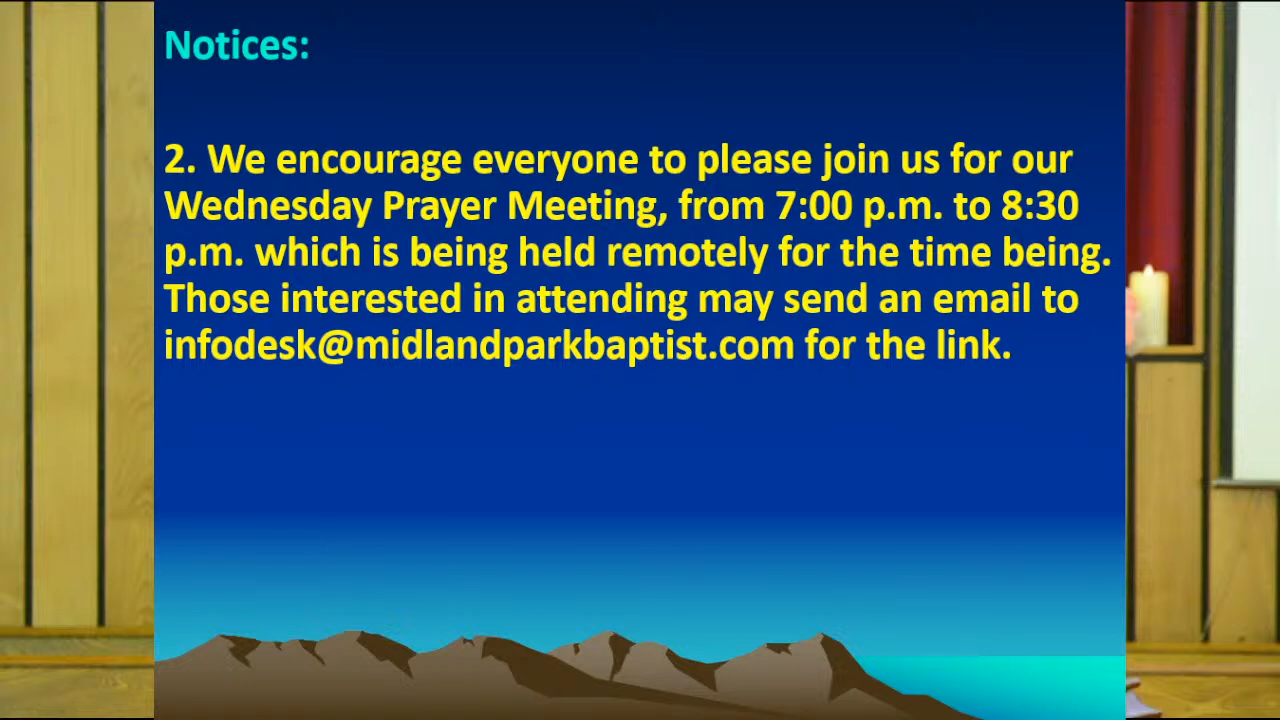 Notices:
2. We encourage everyone to please join us for our
Wednesday Prayer Meeting, from 7:00 p.m. to 8:30
p.m. which is being held remotely for the time being.
Those interested in attending may send an email to
infodesk@midlandparkbaptist.com for the link.